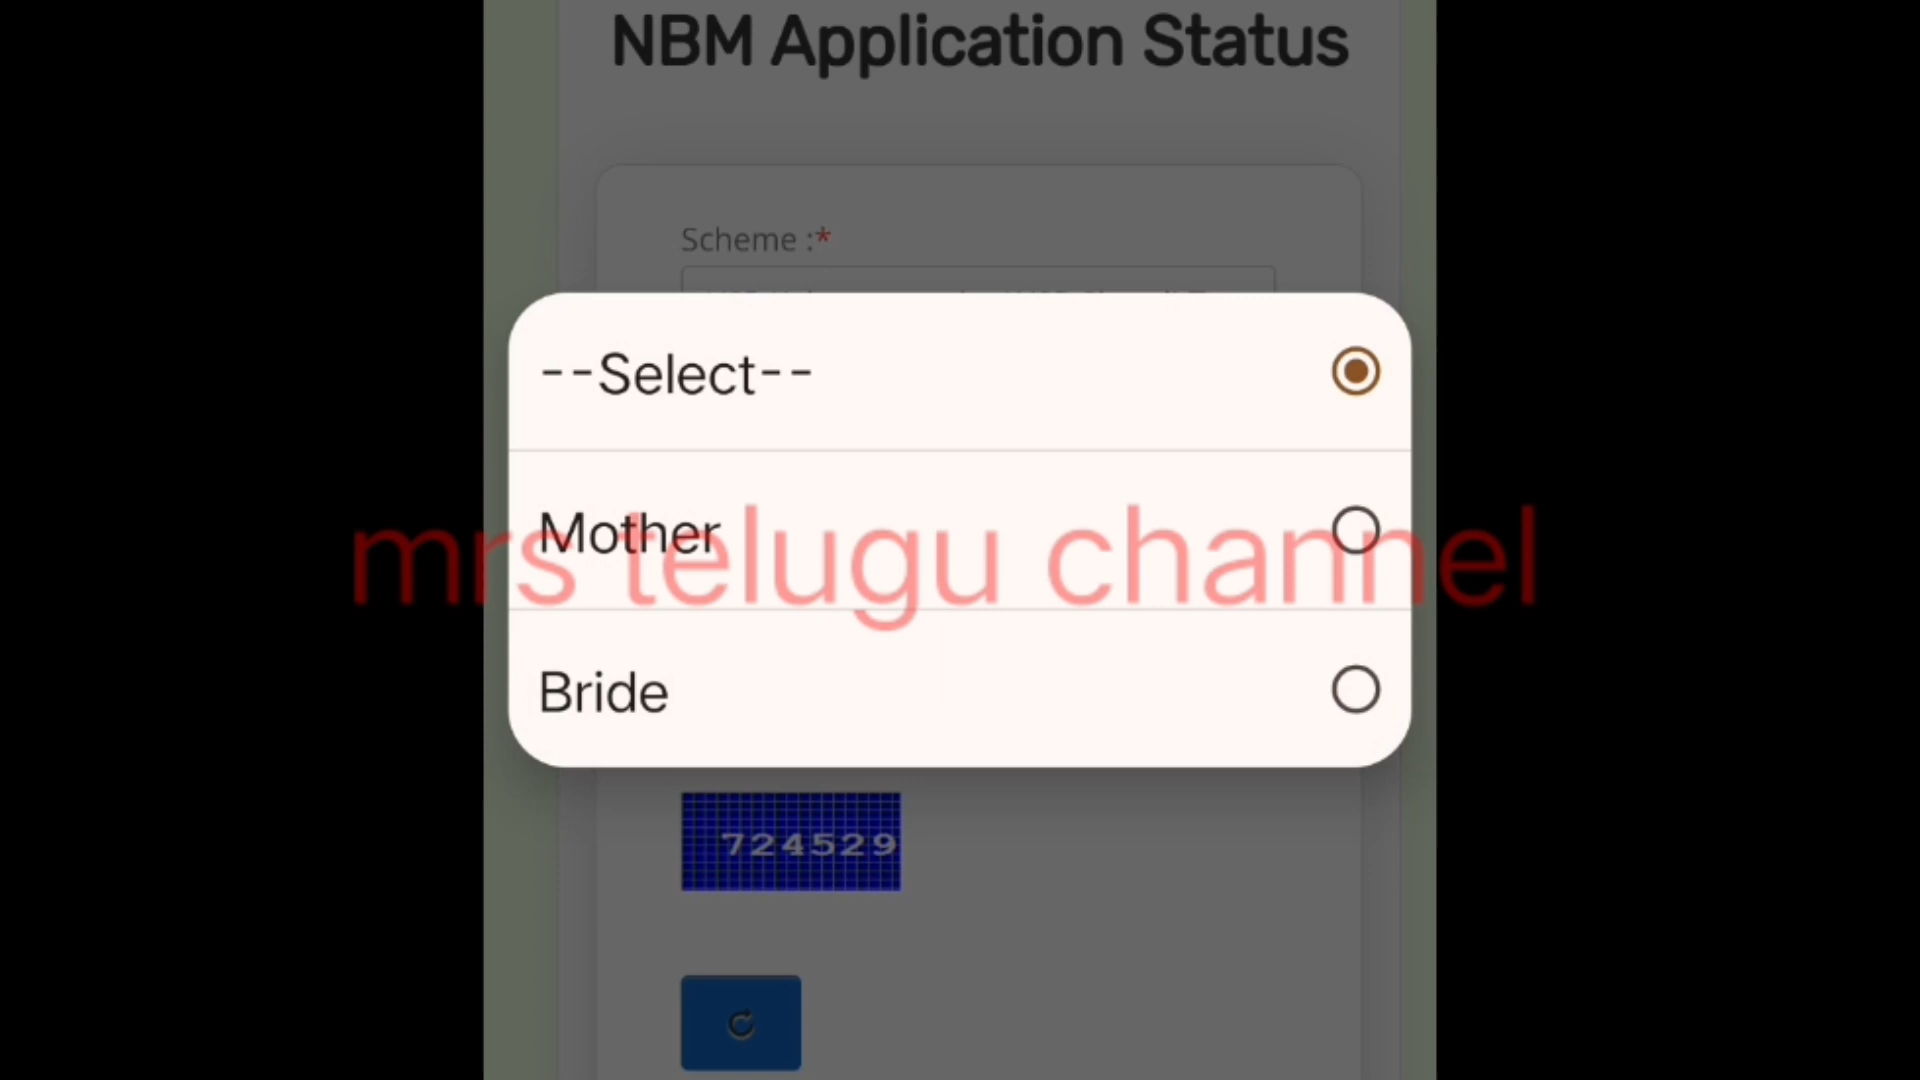 NBM Application Status
Scheme :*
--Select--
Mother
mrs telugu channel
Bride
724529